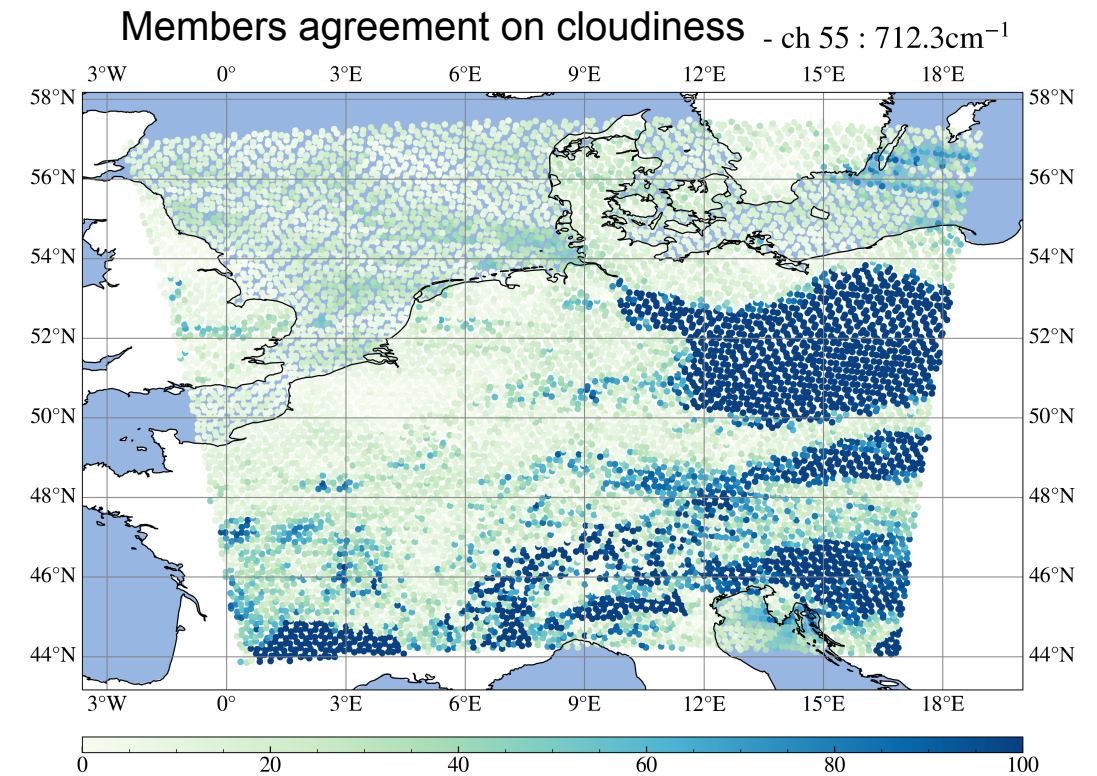 Members agreement on cloudiness - ch 55 : 712.3cm⁻¹
3°W 0° 3°E 6°E 9°E 12°E 15°E 18°E
58°N 58°N
56°N 56°N
54°N 54°N
52°N 52°N
50°N 50°N
48°N 48°N
46°N 46°N
44°N 44°N
3°W 0° 3°E 6°E 9°E 12°E 15°E 18°E
0 20 40 60 80 100